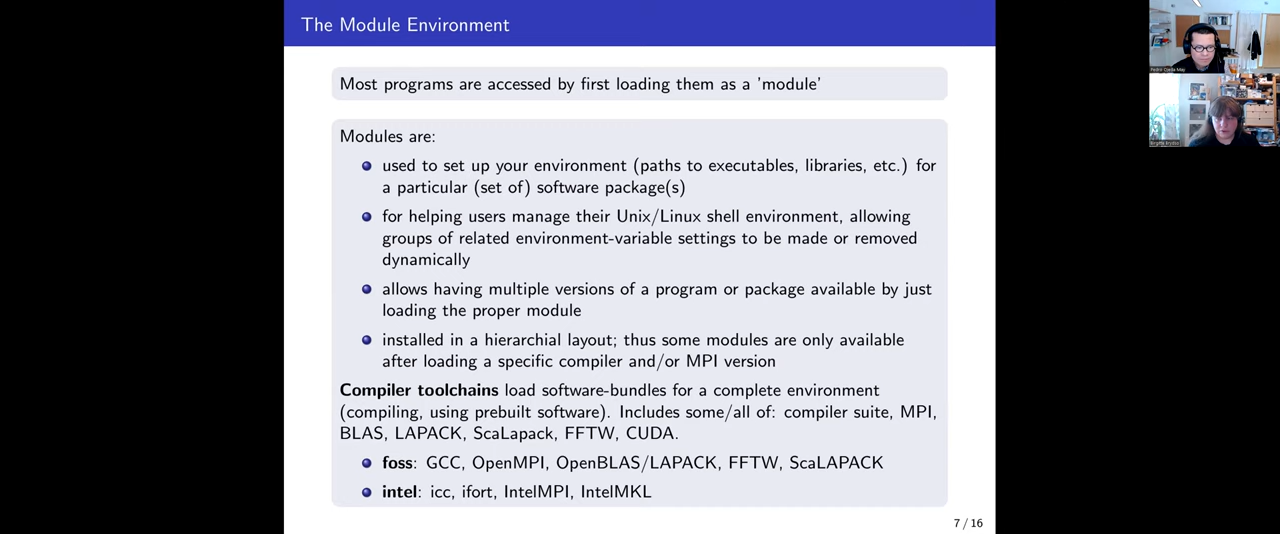 The Module Environment
Most programs are accessed by first loading them as a 'module'
Modules are:
used to set up your environment (paths to executables, libraries, etc.) for
a particular (set of) software package(s)
for helping users manage their Unix/Linux shell environment, allowing
groups of related environment-variable settings to be made or removed
dynamically
allows having multiple versions of a program or package available by just
loading the proper module
installed in a hierarchial layout; thus some modules are only available
after loading a specific compiler and/or MPI version
Compiler toolchains load software-bundles for a complete environment
(compiling, using prebuilt software). Includes some/all of: compiler suite, MPI,
BLAS, LAPACK, ScaLapack, FFTW, CUDA.
foss: GCC, OpenMPI, OpenBLAS/LAPACK, FFTW, ScaLAPACK
intel: icc, ifort, IntelMPI, IntelMKL
7 / 16